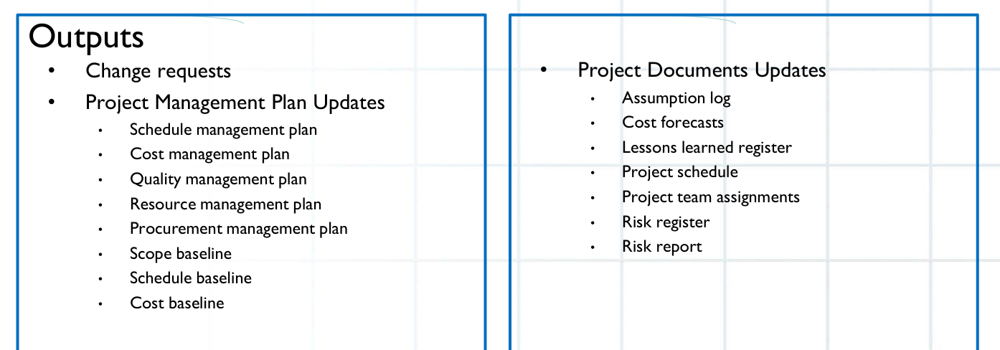 Outputs
• Change requests
• Project Management Plan Updates
• Schedule management plan
• Cost management plan
• Quality management plan
• Resource management plan
• Procurement management plan
• Scope baseline
• Schedule baseline
• Cost baseline
• Project Documents Updates
• Assumption log
• Cost forecasts
• Lessons learned register
• Project schedule
• Project team assignments
• Risk register
• Risk report